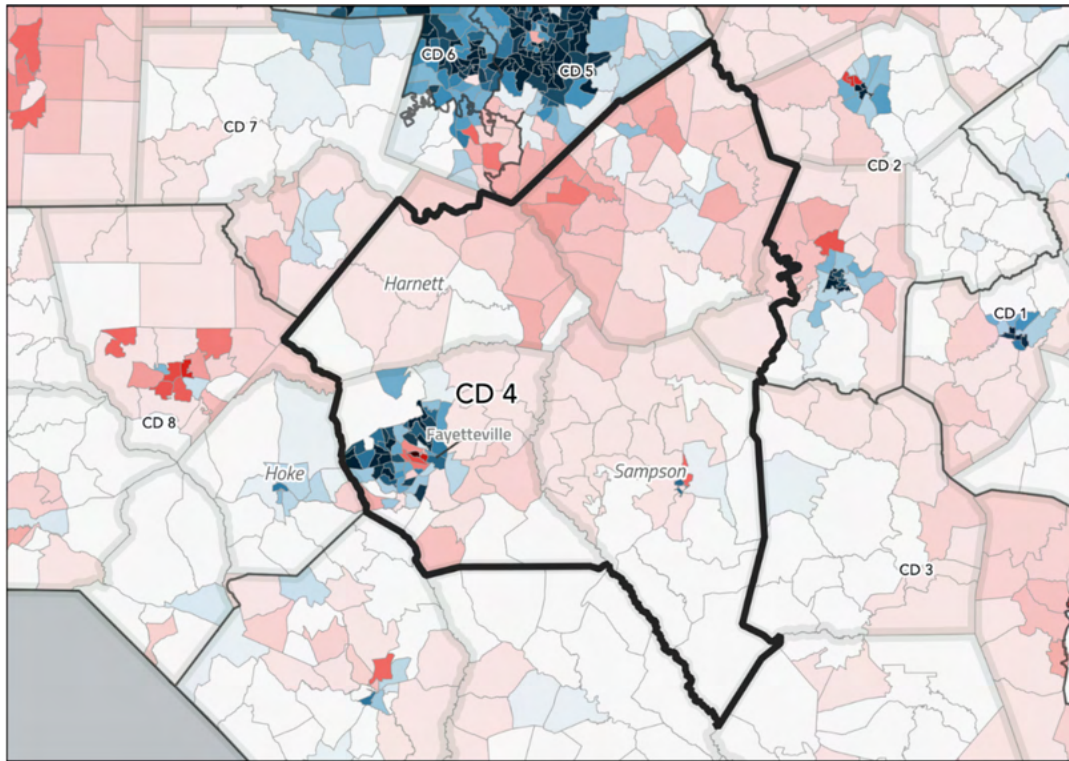 CD 6
CD 5
CD 7
CD 2
Harnett
CD 1
CD 4
CD 8
Fayetteville
Hoke
Sampson
CD 3